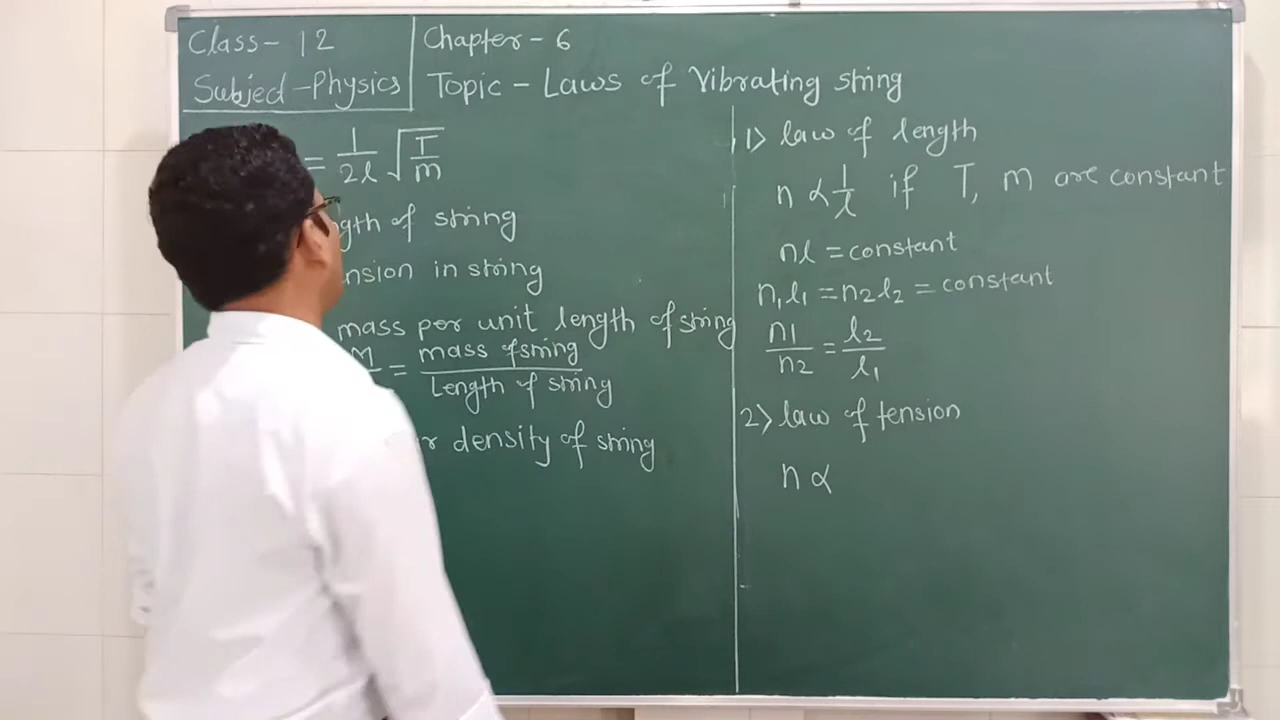 Class - 12
Subject - Physics
Chapter - 6
Topic - Laws of Vibrating string
= 1/2l √T/m
of string
in string
mass per unit length of string
M = mass of string / Length of string
density of string
1) law of length
n ∝ 1/l if T, m are constant
nl = constant
n₁l₁ = n₂l₂ = constant
n1/n2 = l₂/l₁
2) law of tension
n ∝